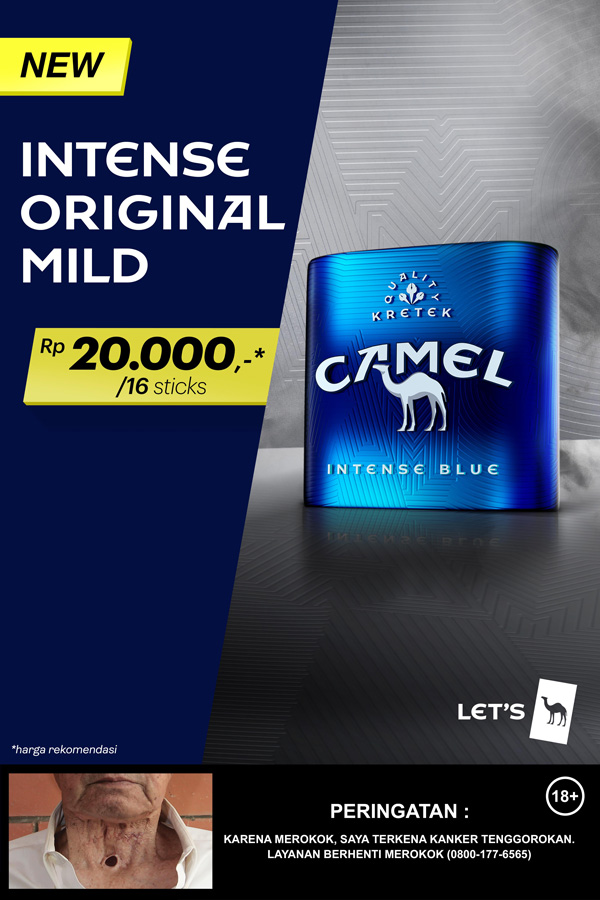 NEW
INTENSE
ORIGINAL
MILD
Rp 20.000,-*
/16 sticks
QUALITY
KRETEK
CAMEL
INTENSE BLUE
INTENSE BLUE
LET'S
*harga rekomendasi
18+
PERINGATAN :
KARENA MEROKOK, SAYA TERKENA KANKER TENGGOROKAN.
LAYANAN BERHENTI MEROKOK (0800-177-6565)